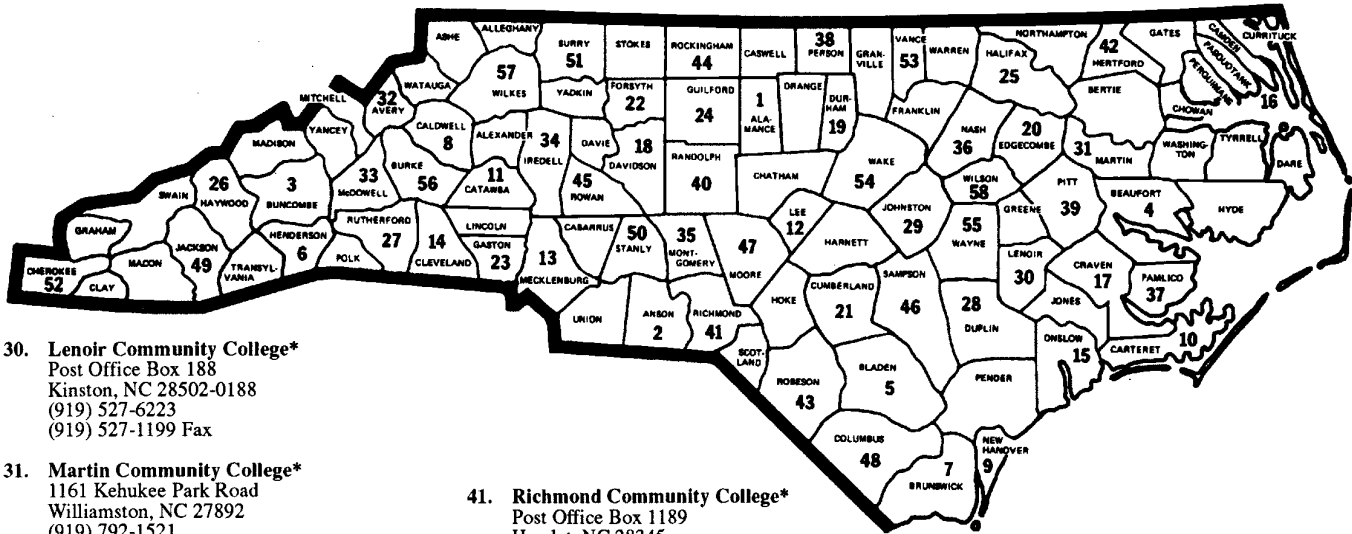 ASHE
ALLEGHANY
SURRY
51
STOKES
ROCKINGHAM
44
CASWELL
38
PERSON
GRAN-
VILLE
VANCE
53
WARREN
NORTHAMPTON
HALIFAX
25
42
HERTFORD
GATES
CAMDEN
CURRITUCK
PASQUOTANK
PERQUIMANS
16
WATAUGA
57
WILKES
YADKIN
FORSYTH
22
GUILFORD
24
1
ALA-
MANCE
ORANGE
DUR-
HAM
19
FRANKLIN
BERTIE
CHOWAN
MITCHELL
32
AVERY
YANCEY
CALDWELL
8
ALEXANDER
34
IREDELL
DAVIE
18
DAVIDSON
RANDOLPH
40
CHATHAM
WAKE
54
NASH
36
20
EDGECOMBE
31
MARTIN
WASHING-
TON
TYRRELL
DARE
MADISON
33
McDOWELL
BURKE
56
11
CATAWBA
45
ROWAN
WILSON
58
PITT
39
BEAUFORT
4
HYDE
SWAIN
26
HAYWOOD
3
BUNCOMBE
RUTHERFORD
27
LINCOLN
LEE
12
JOHNSTON
29
GREENE
GRAHAM
JACKSON
49
HENDERSON
6
POLK
14
CLEVELAND
GASTON
23
13
MECKLENBURG
CABARRUS
50
STANLY
35
MONT-
GOMERY
47
MOORE
HARNETT
55
WAYNE
LENOIR
30
CRAVEN
17
PAMLICO
37
CHEROKEE
52
CLAY
MACON
TRANSYL-
VANIA
UNION
ANSON
2
RICHMOND
41
HOKE
CUMBERLAND
21
SAMPSON
46
28
DUPLIN
JONES
ONSLOW
15
CARTERET
10
SCOT-
LAND
ROBESON
43
BLADEN
5
PENDER
COLUMBUS
48
7
BRUNSWICK
NEW
HANOVER
9
30. Lenoir Community College*
Post Office Box 188
Kinston, NC 28502-0188
(919) 527-6223
(919) 527-1199 Fax
31. Martin Community College*
1161 Kehukee Park Road
Williamston, NC 27892
(919) 792-1521
41. Richmond Community College*
Post Office Box 1189
Hamlet, NC 28345